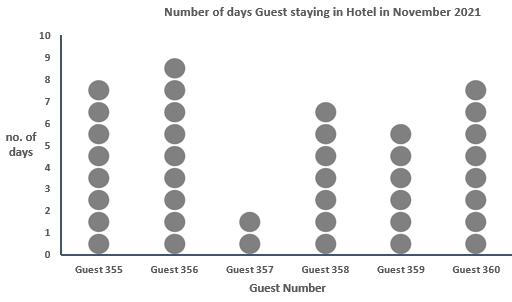 Number of days Guest staying in Hotel in November 2021
10
9
8
7
6
5
4
3
2
1
0
no. of
days
Guest 355 Guest 356 Guest 357 Guest 358 Guest 359 Guest 360
Guest Number